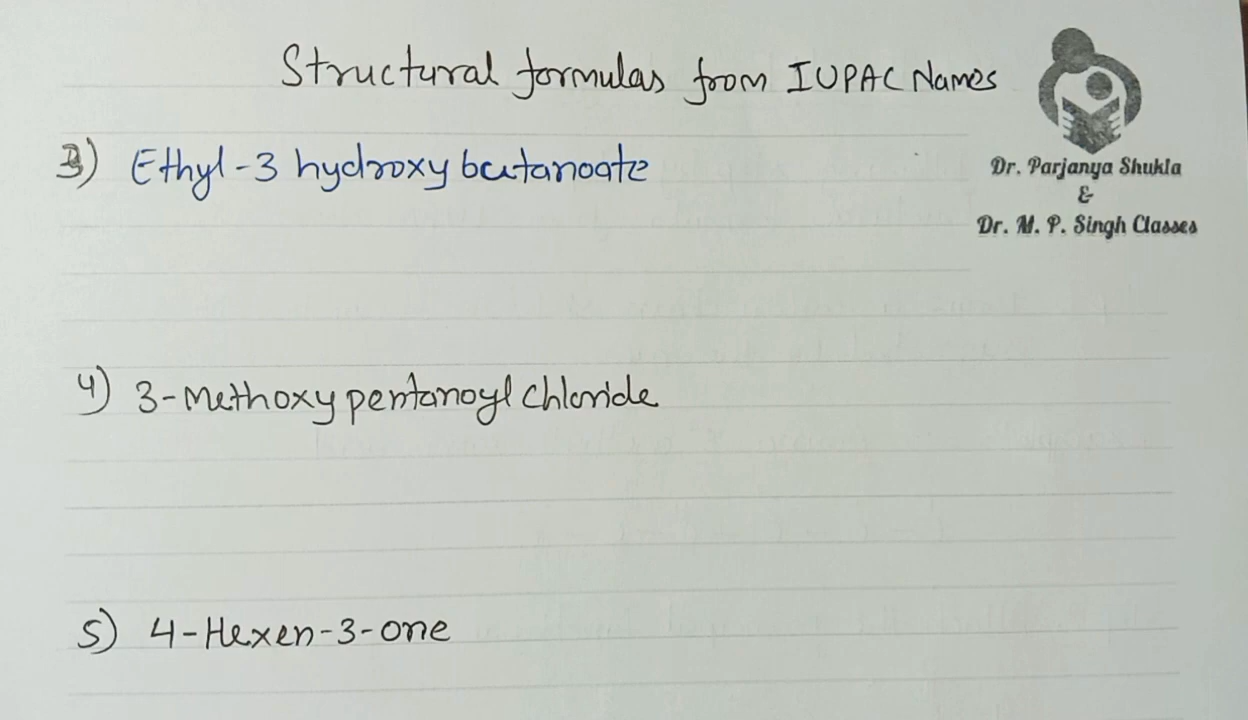 Structural formulas from IUPAC Names
Dr. Parjanya Shukla
&
Dr. M. P. Singh Classes
3) Ethyl-3 hydroxy butanoate
4) 3-Methoxy pentanoyl chloride
5) 4-Hexen-3-one